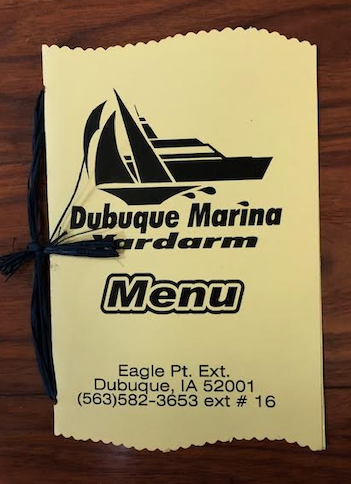 Dubuque Marina
Yardarm
Menu
Eagle Pt. Ext.
Dubuque, IA 52001
(563)582-3653 ext # 16